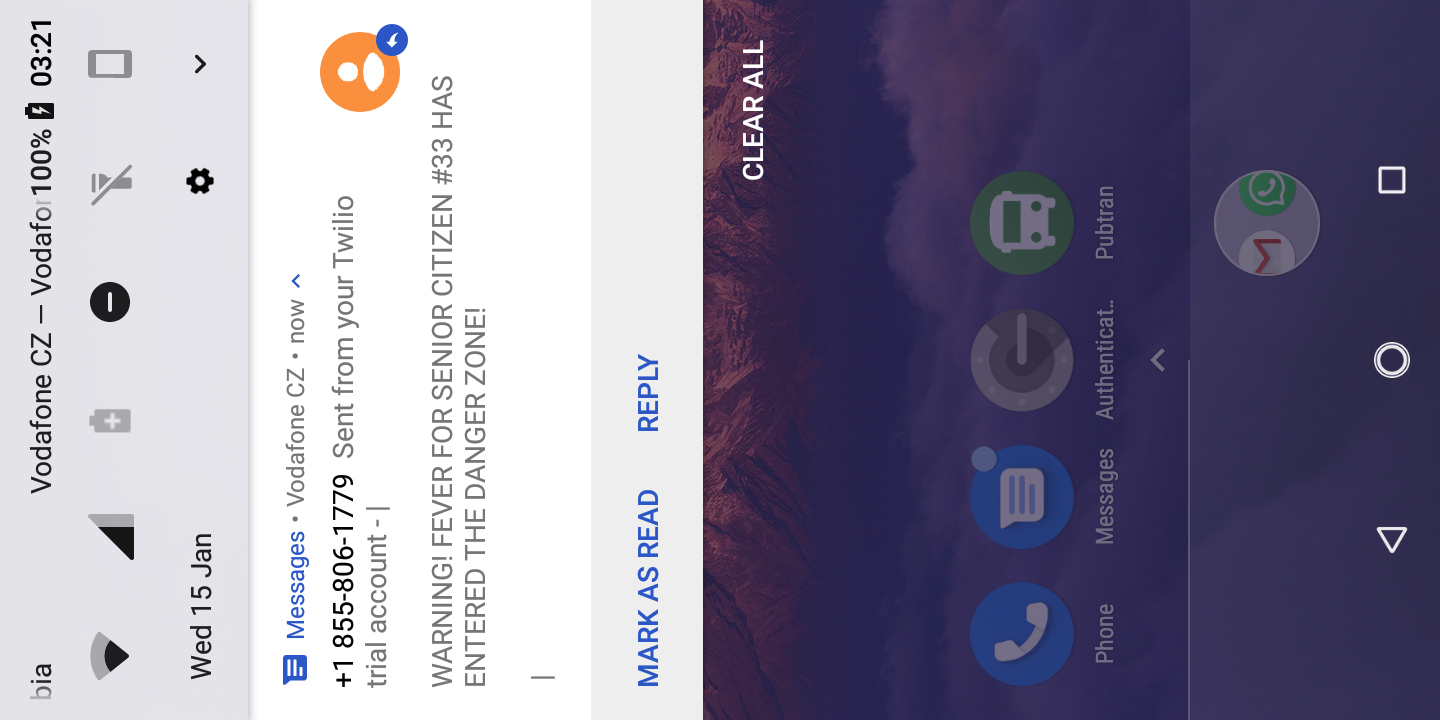 bia
Vodafone CZ — Vodafor
100%
03:21
Wed 15 Jan
Messages • Vodafone CZ • now
+1 855-806-1779 Sent from your Twilio
trial account - |
WARNING! FEVER FOR SENIOR CITIZEN #33 HAS
ENTERED THE DANGER ZONE!
|
MARK AS READ
REPLY
CLEAR ALL
Phone
Messages
Authenticat..
Pubtran